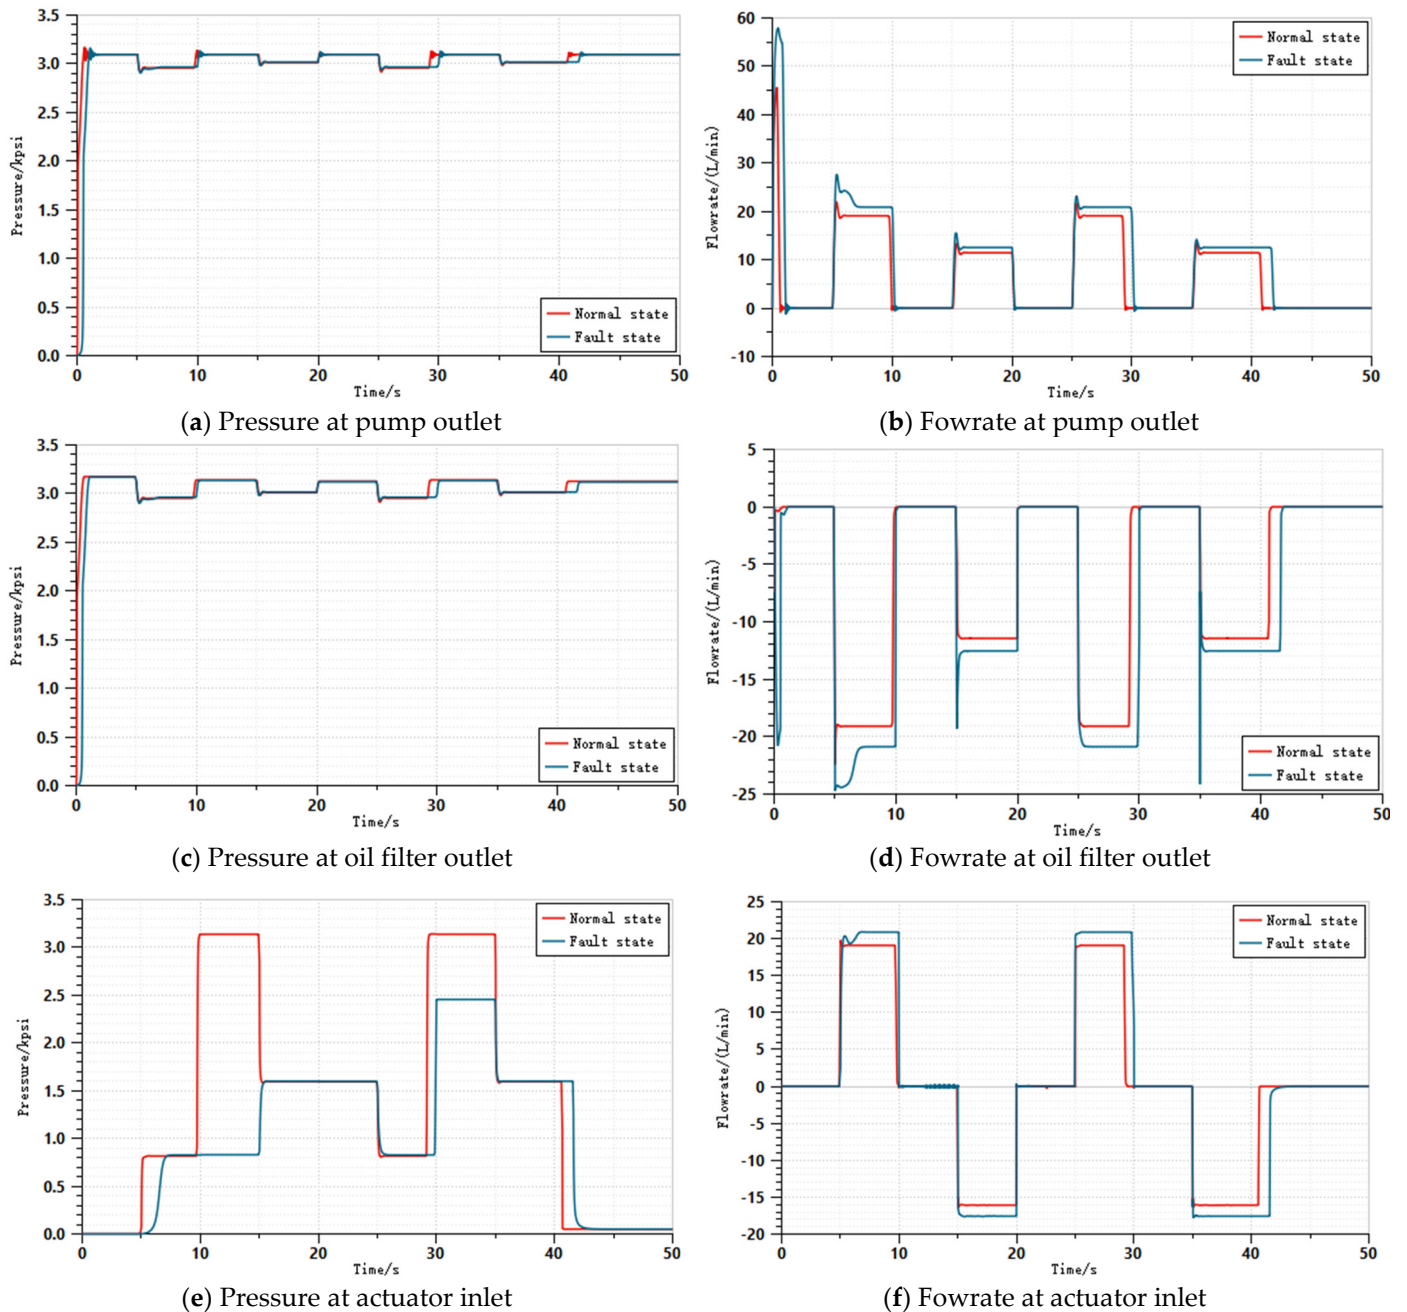 3.5
3.0
2.5
2.0
1.5
1.0
0.5
0.0
Pressure/kpsi
Normal state
Fault state
0 10 20 30 40 50
Time/s
(a) Pressure at pump outlet
60
50
40
30
20
10
0
-10
Flowrate/(L/min)
Normal state
Fault state
0 10 20 30 40 50
Time/s
(b) Fowrate at pump outlet
3.5
3.0
2.5
2.0
1.5
1.0
0.5
0.0
Pressure/kpsi
Normal state
Fault state
0 10 20 30 40 50
Time/s
(c) Pressure at oil filter outlet
5
0
-5
-10
-15
-20
-25
Flowrate/(L/min)
Normal state
Fault state
0 10 20 30 40 50
Time/s
(d) Fowrate at oil filter outlet
3.5
3.0
2.5
2.0
1.5
1.0
0.5
0.0
Pressure/kpsi
Normal state
Fault state
0 10 20 30 40 50
Time/s
(e) Pressure at actuator inlet
25
20
15
10
5
0
-5
-10
-15
-20
Flowrate/(L/min)
Normal state
Fault state
0 10 20 30 40 50
Time/s
(f) Fowrate at actuator inlet